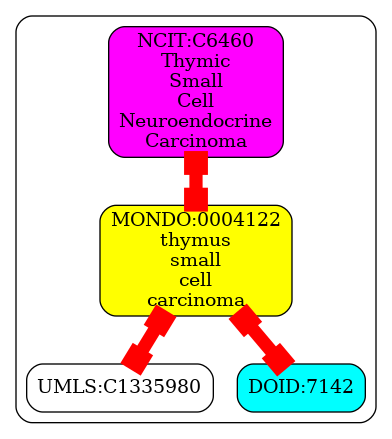 NCIT:C6460
Thymic
Small
Cell
Neuroendocrine
Carcinoma
MONDO:0004122
thymus
small
cell
carcinoma
UMLS:C1335980
DOID:7142